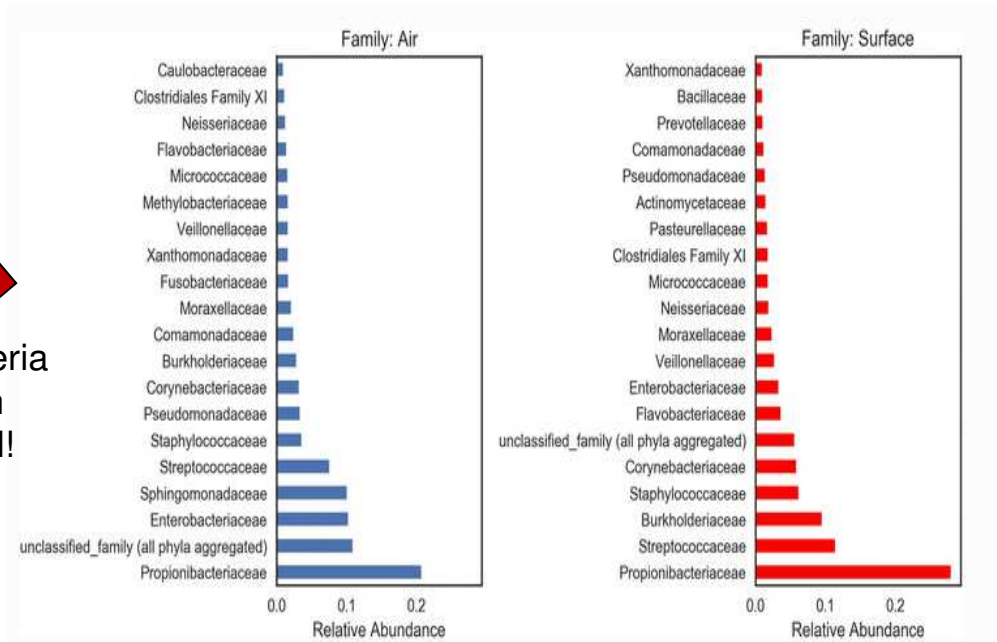 eria
n
l!
Family: Air
Caulobacteraceae
Clostridiales Family XI
Neisseriaceae
Flavobacteriaceae
Micrococcaceae
Methylobacteriaceae
Veillonellaceae
Xanthomonadaceae
Fusobacteriaceae
Moraxellaceae
Comamonadaceae
Burkholderiaceae
Corynebacteriaceae
Pseudomonadaceae
Staphylococcaceae
Streptococcaceae
Sphingomonadaceae
Enterobacteriaceae
unclassified_family (all phyla aggregated)
Propionibacteriaceae
0.0 0.1 0.2
Relative Abundance
Family: Surface
Xanthomonadaceae
Bacillaceae
Prevotellaceae
Comamonadaceae
Pseudomonadaceae
Actinomycetaceae
Pasteurellaceae
Clostridiales Family XI
Micrococcaceae
Neisseriaceae
Moraxellaceae
Veillonellaceae
Enterobacteriaceae
Flavobacteriaceae
unclassified_family (all phyla aggregated)
Corynebacteriaceae
Staphylococcaceae
Burkholderiaceae
Streptococcaceae
Propionibacteriaceae
0.0 0.1 0.2
Relative Abundance